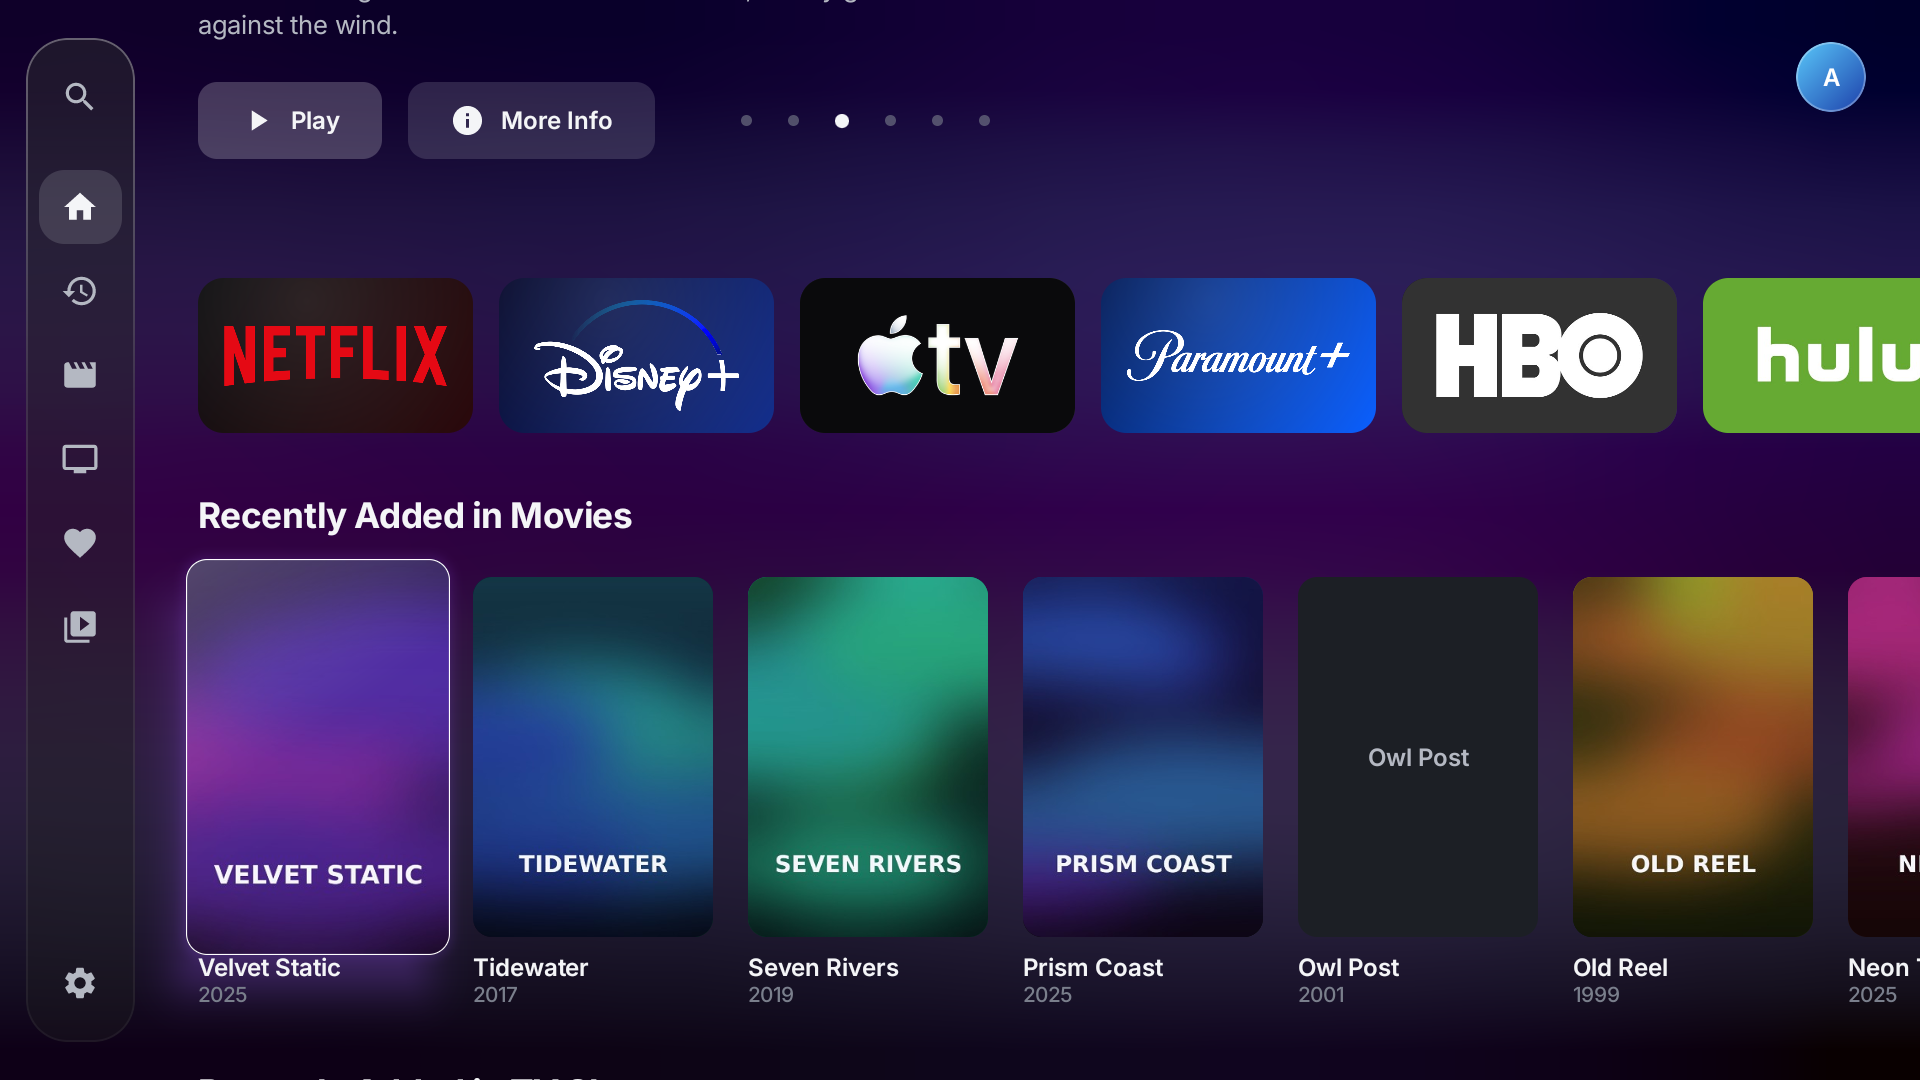 against the wind.
A
Play
More Info
NETFLIX
Disney+
tv
Paramount+
HBO
hulu
Recently Added in Movies
VELVET STATIC
TIDEWATER
SEVEN RIVERS
PRISM COAST
Owl Post
OLD REEL
Velvet Static
2025
Tidewater
2017
Seven Rivers
2019
Prism Coast
2025
Owl Post
2001
Old Reel
1999
Neon
2025